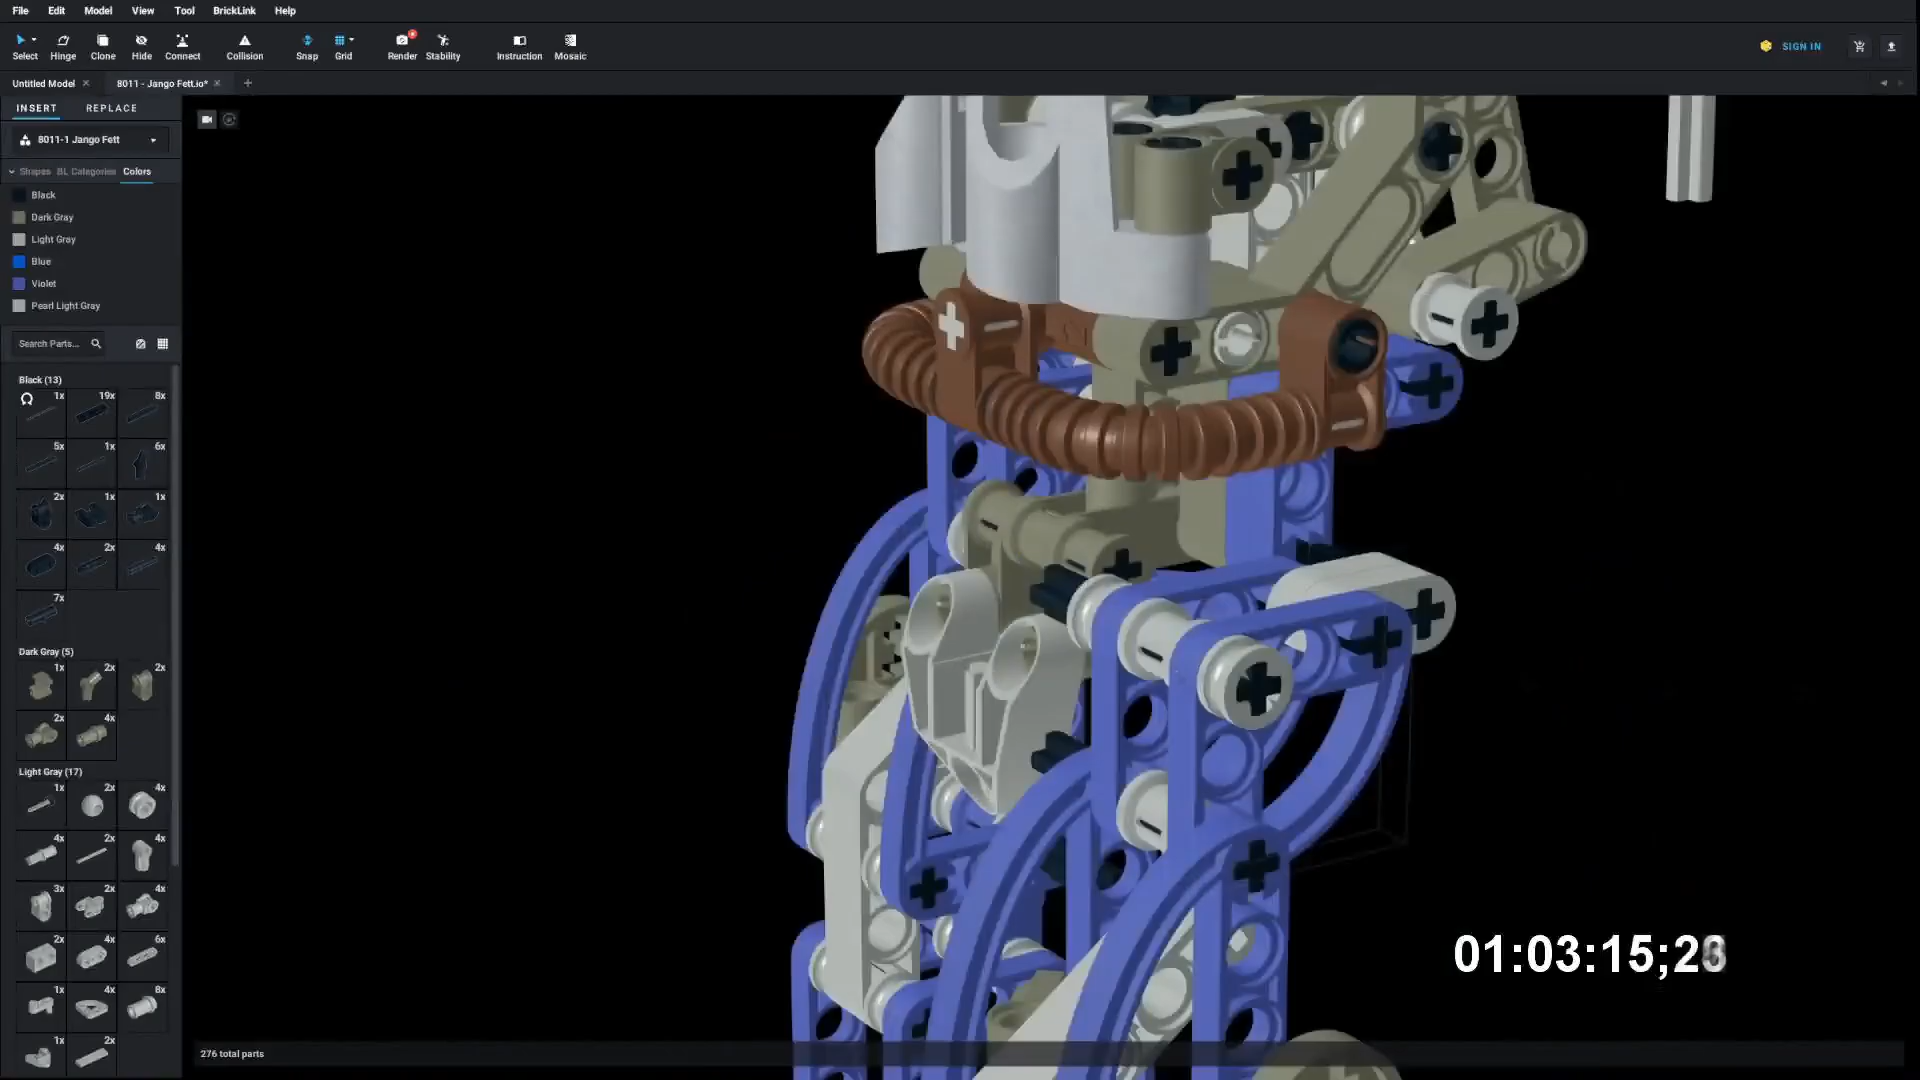 File Edit Model View Tool BrickLink Help
Select Hinge Clone Hide Connect Collision Snap Grid Render Stability Instruction Mosaic SIGN IN
Untitled Model 8011 - Jango Fett.io*
INSERT REPLACE
8011-1 Jango Fett
Shapes BL Categories Colors
Black
Dark Gray
Light Gray
Blue
Violet
Pearl Light Gray
Search Parts...
Black (13)
1x 19x 8x
5x 1x 6x
2x 1x 1x
4x 2x 4x
7x
Dark Gray (5)
1x 2x 2x
2x 4x
Light Gray (17)
1x 2x 4x
4x 2x 1x
3x 2x 4x
2x 4x 6x
1x 4x 8x
1x 2x
276 total parts
01:03:15;2